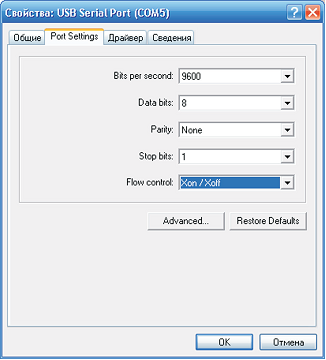 Свойства: USB Serial Port (COM5)
Общие Port Settings Драйвер Сведения
Bits per second: 9600
Data bits: 8
Parity: None
Stop bits: 1
Flow control: Xon / Xoff
Advanced... Restore Defaults
OK Отмена